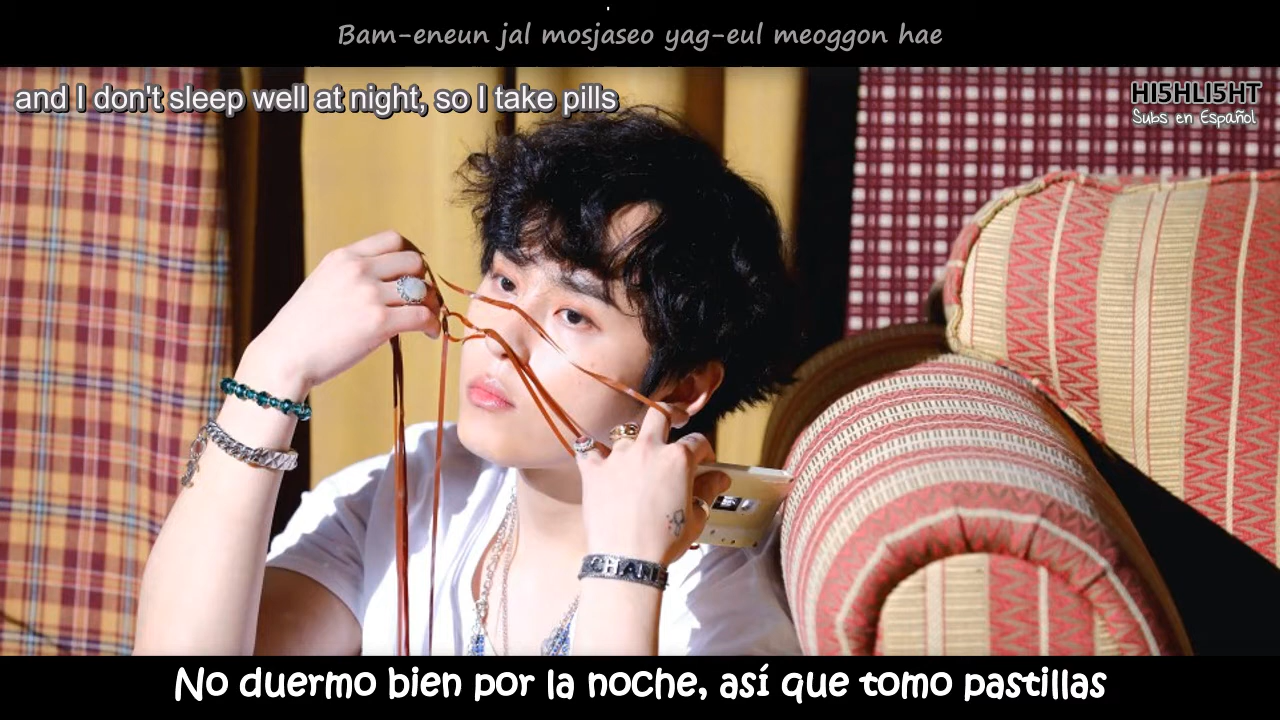 Bam-eneun jal mosjaseo yag-eul meoggon hae
and I don't sleep well at night, so I take pills
HI5HLI5HT
Subs en Español
CHANEL
No duermo bien por la noche, así que tomo pastillas